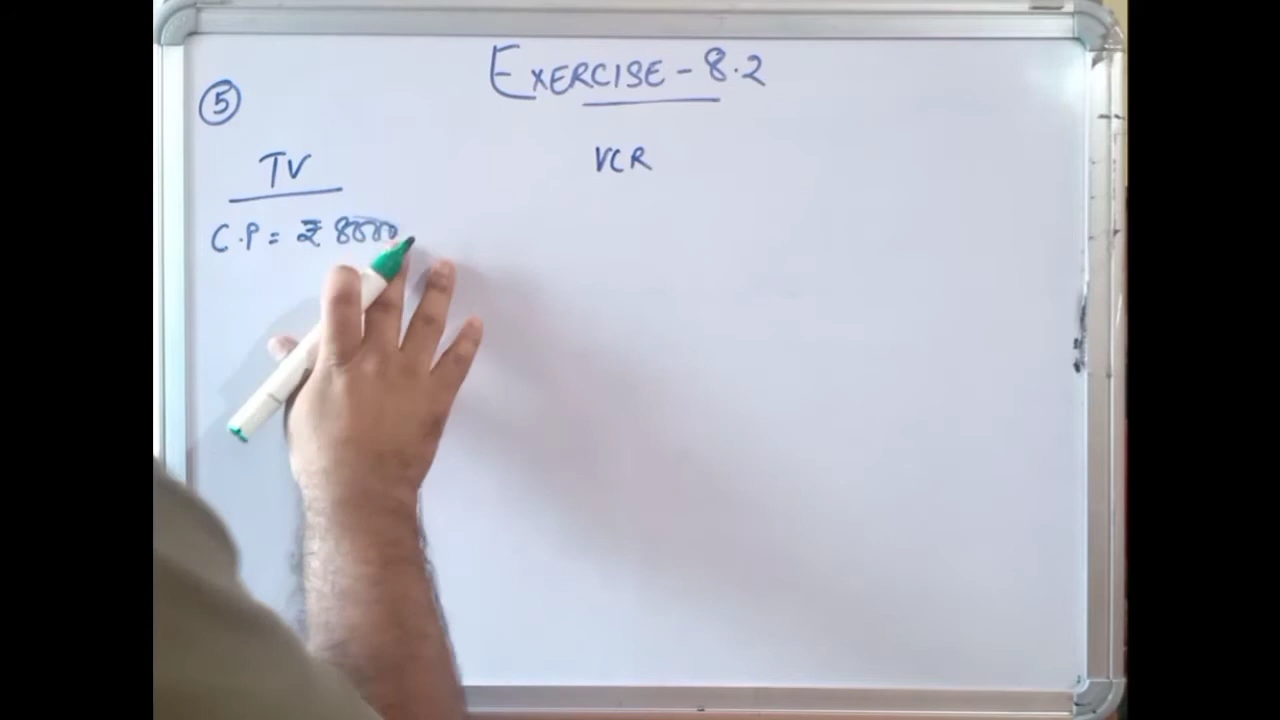 EXERCISE - 8.2
5
TV
VCR
C.P = ₹ 8000